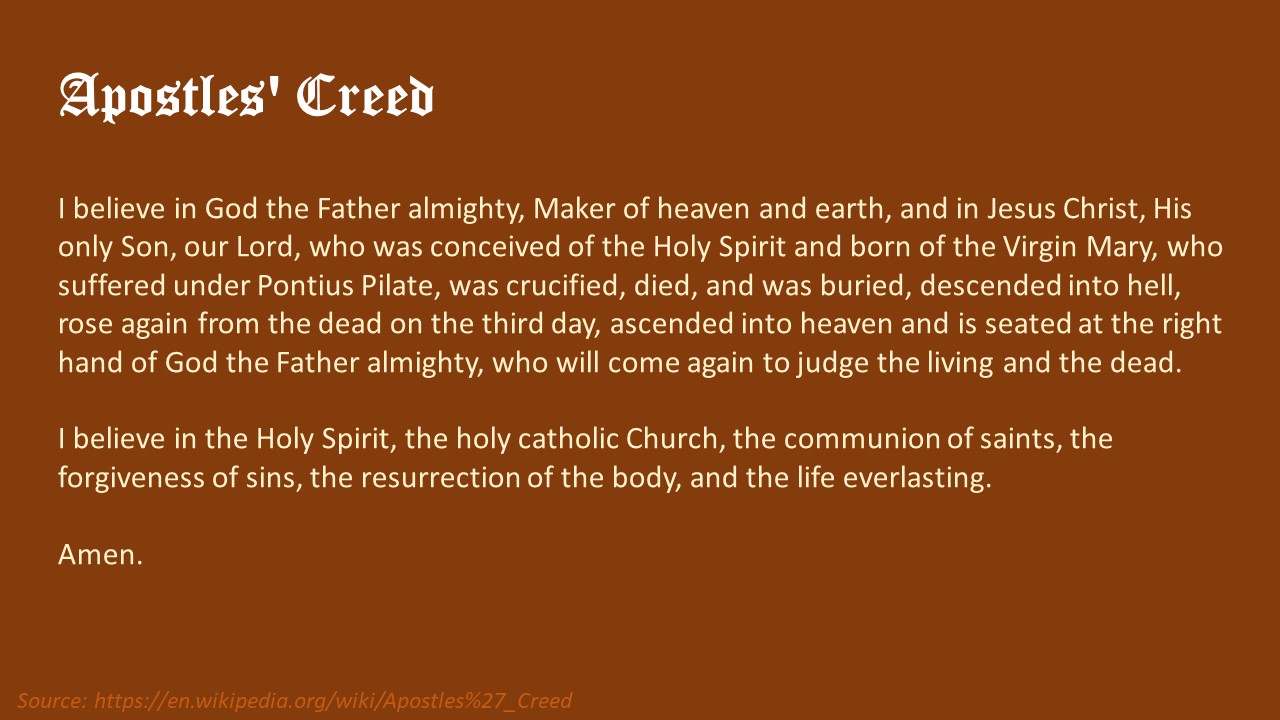 Apostles' Creed
I believe in God the Father almighty, Maker of heaven and earth, and in Jesus Christ, His
only Son, our Lord, who was conceived of the Holy Spirit and born of the Virgin Mary, who
suffered under Pontius Pilate, was crucified, died, and was buried, descended into hell,
rose again from the dead on the third day, ascended into heaven and is seated at the right
hand of God the Father almighty, who will come again to judge the living and the dead.
I believe in the Holy Spirit, the holy catholic Church, the communion of saints, the
forgiveness of sins, the resurrection of the body, and the life everlasting.
Amen.
Source: https://en.wikipedia.org/wiki/Apostles%27_Creed